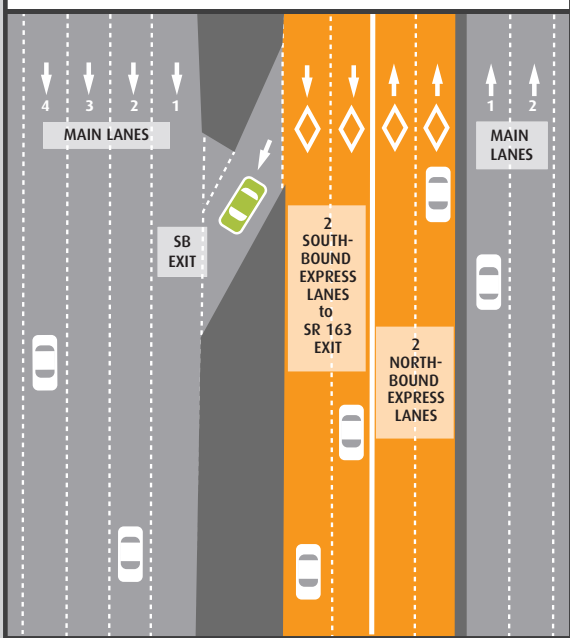 4 3 2 1
MAIN LANES
SB
EXIT
2
SOUTH-
BOUND
EXPRESS
LANES
to
SR 163
EXIT
2
NORTH-
BOUND
EXPRESS
LANES
1 2
MAIN
LANES